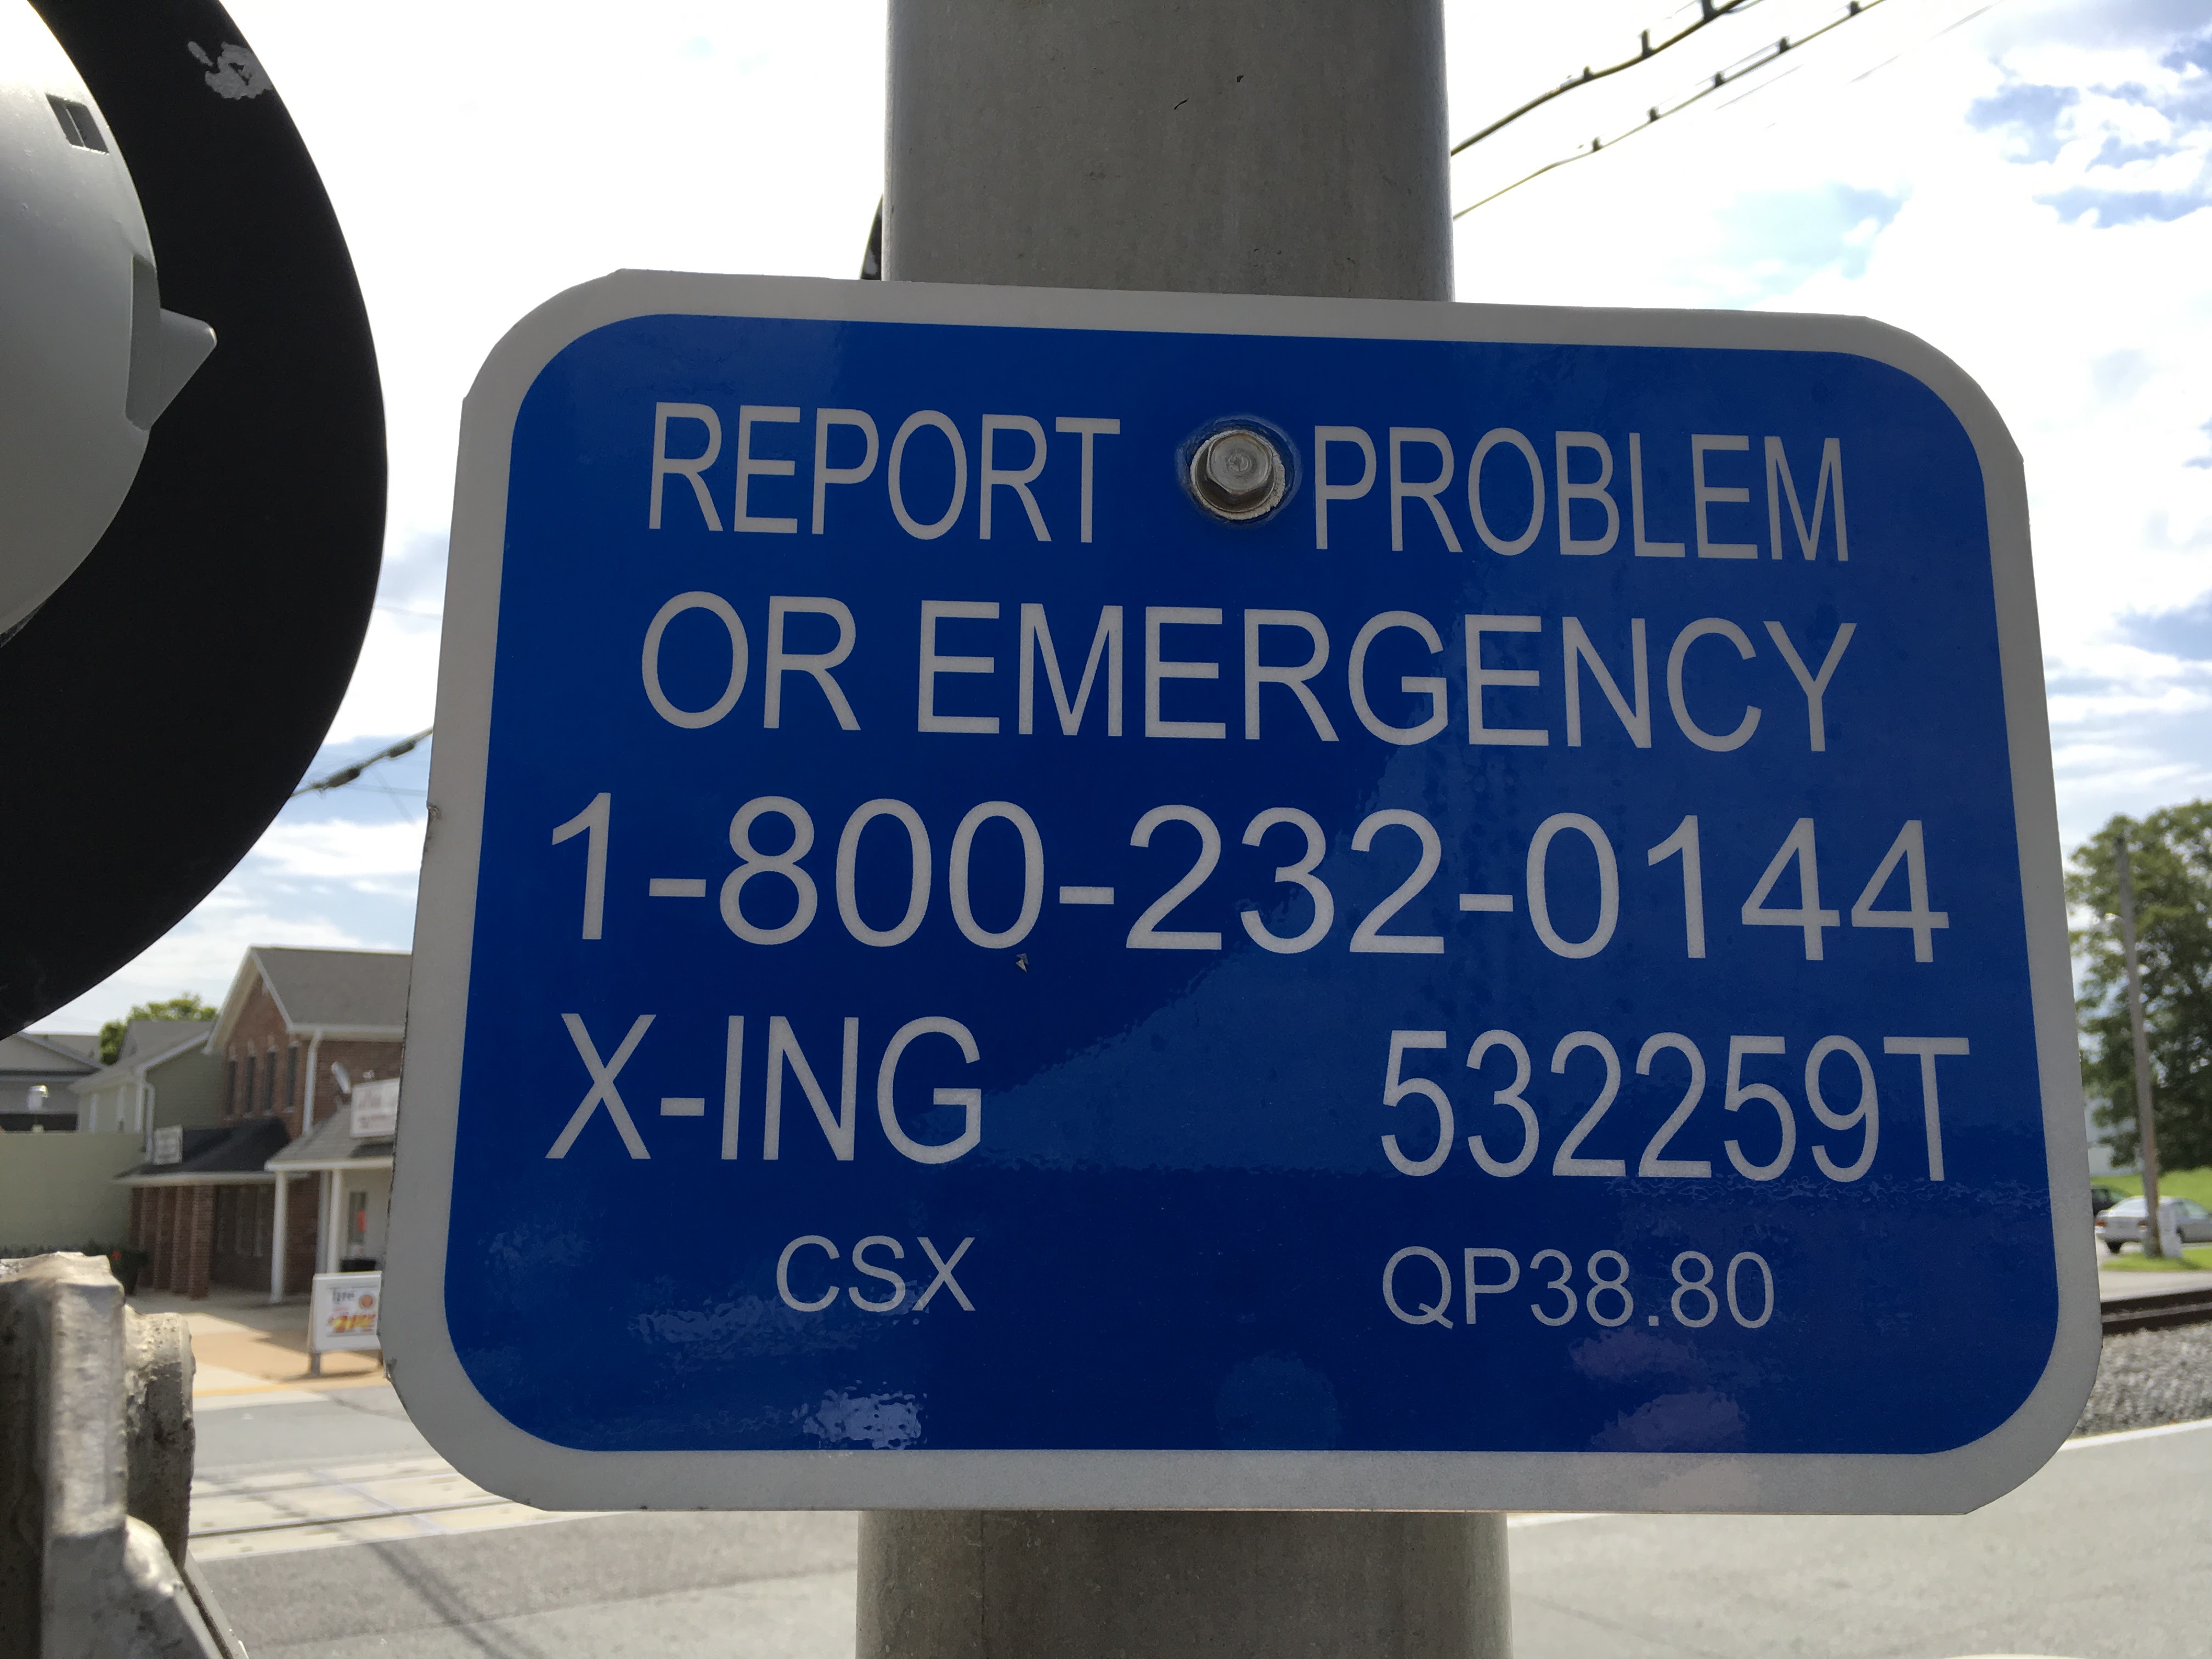 REPORT PROBLEM
OR EMERGENCY
1-800-232-0144
X-ING 532259T
CSX QP38.80